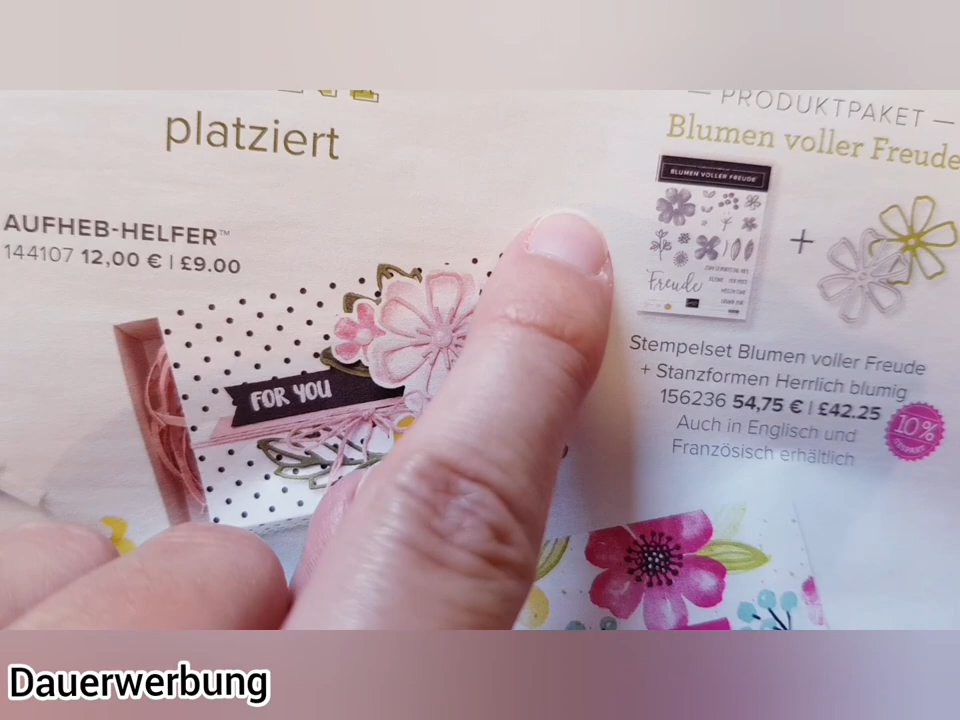 platziert
AUFHEB-HELFER™
144107 12,00 € | £9.00
FOR YOU
— PRODUKTPAKET —
Blumen voller Freude
BLUMEN VOLLER FREUDE
Freude
+
Stempelset Blumen voller Freude
+ Stanzformen Herrlich blumig
156236 54,75 € | £42.25
Auch in Englisch und
Französisch erhältlich
10%
Dauerwerbung